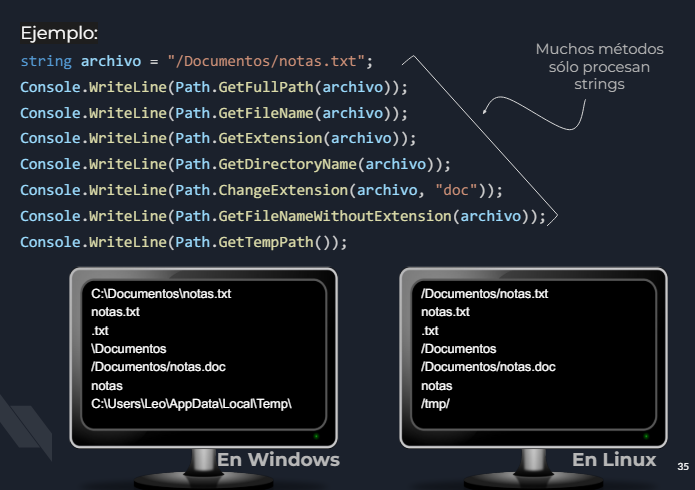 Ejemplo:
string archivo = "/Documentos/notas.txt";
Console.WriteLine(Path.GetFullPath(archivo));
Console.WriteLine(Path.GetFileName(archivo));
Console.WriteLine(Path.GetExtension(archivo));
Console.WriteLine(Path.GetDirectoryName(archivo));
Console.WriteLine(Path.ChangeExtension(archivo, "doc"));
Console.WriteLine(Path.GetFileNameWithoutExtension(archivo));
Console.WriteLine(Path.GetTempPath());
Muchos métodos
sólo procesan
strings
C:\Documentos\notas.txt
notas.txt
.txt
\Documentos
/Documentos/notas.doc
notas
C:\Users\Leo\AppData\Local\Temp\
En Windows
/Documentos/notas.txt
notas.txt
.txt
/Documentos
/Documentos/notas.doc
notas
/tmp/
En Linux
35